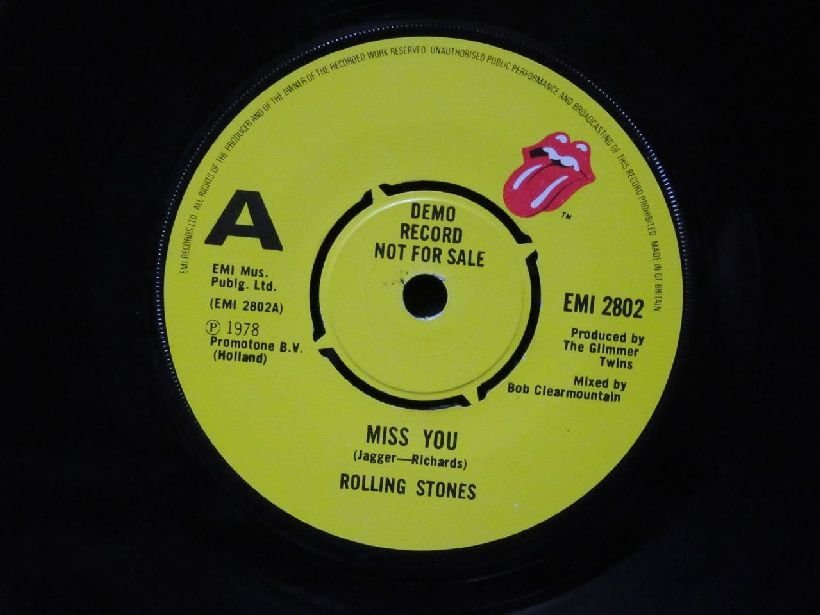 EMI RECORDS LTD. ALL RIGHTS OF THE PRODUCER AND OF THE OWNER OF THE RECORDED WORK RESERVED. UNAUTHORISED PUBLIC PERFORMANCE AND BROADCASTING OF THIS RECORD PROHIBITED. MADE IN GT. BRITAIN
A
TM
DEMO
RECORD
NOT FOR SALE
EMI Mus.
Publg. Ltd.
(EMI 2802A)
℗ 1978
Promotone B.V.
(Holland)
EMI 2802
Produced by
The Glimmer
Twins
Mixed by
Bob Clearmountain
MISS YOU
(Jagger—Richards)
ROLLING STONES